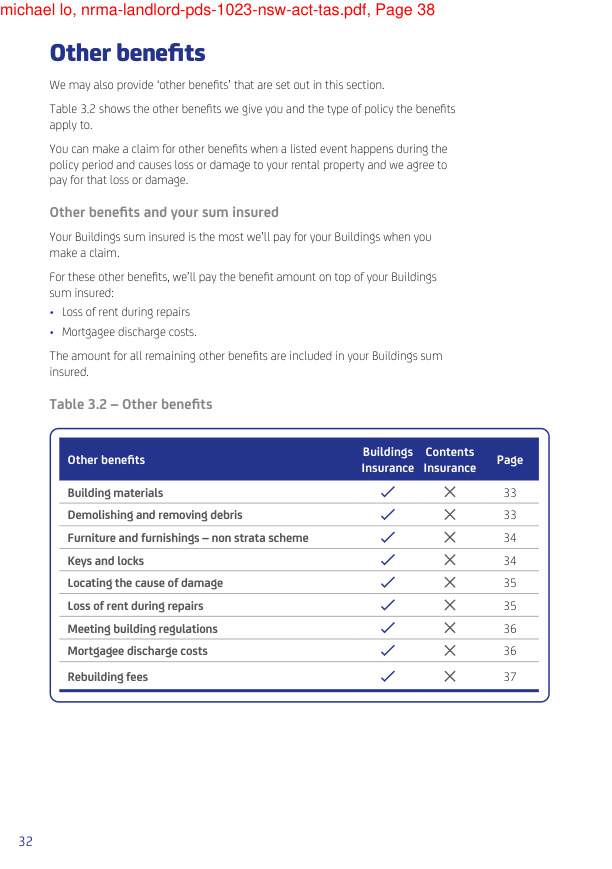 michael lo, nrma-landlord-pds-1023-nsw-act-tas.pdf, Page 38
Other benefits
We may also provide ‘other benefits’ that are set out in this section.
Table 3.2 shows the other benefits we give you and the type of policy the benefits
apply to.
You can make a claim for other benefits when a listed event happens during the
policy period and causes loss or damage to your rental property and we agree to
pay for that loss or damage.
Other benefits and your sum insured
Your Buildings sum insured is the most we’ll pay for your Buildings when you
make a claim.
For these other benefits, we’ll pay the benefit amount on top of your Buildings
sum insured:
• Loss of rent during repairs
• Mortgagee discharge costs.
The amount for all remaining other benefits are included in your Buildings sum
insured.
Table 3.2 – Other benefits
Other benefits Buildings Insurance Contents Insurance Page
Building materials ✓ ✕ 33
Demolishing and removing debris ✓ ✕ 33
Furniture and furnishings – non strata scheme ✓ ✕ 34
Keys and locks ✓ ✕ 34
Locating the cause of damage ✓ ✕ 35
Loss of rent during repairs ✓ ✕ 35
Meeting building regulations ✓ ✕ 36
Mortgagee discharge costs ✓ ✕ 36
Rebuilding fees ✓ ✕ 37
32